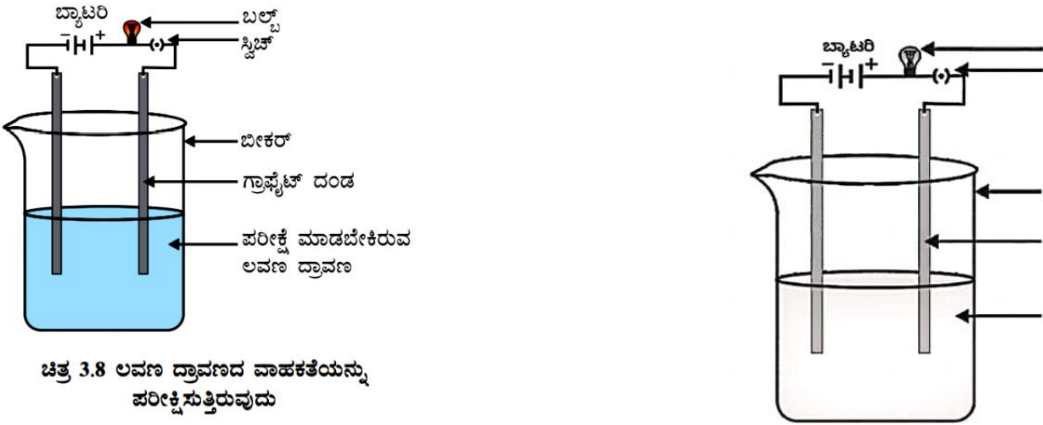 ಬ್ಯಾಟರಿ
ಬಲ್ಬ್
ಸ್ವಿಚ್
− +
ಬೀಕರ್
ಗ್ರಾಫೈಟ್ ದಂಡ
ಪರೀಕ್ಷೆ ಮಾಡಬೇಕಿರುವ
ಲವಣ ದ್ರಾವಣ
ಚಿತ್ರ 3.8 ಲವಣ ದ್ರಾವಣದ ವಾಹಕತೆಯನ್ನು
ಪರೀಕ್ಷಿಸುತ್ತಿರುವುದು
ಬ್ಯಾಟರಿ
− +